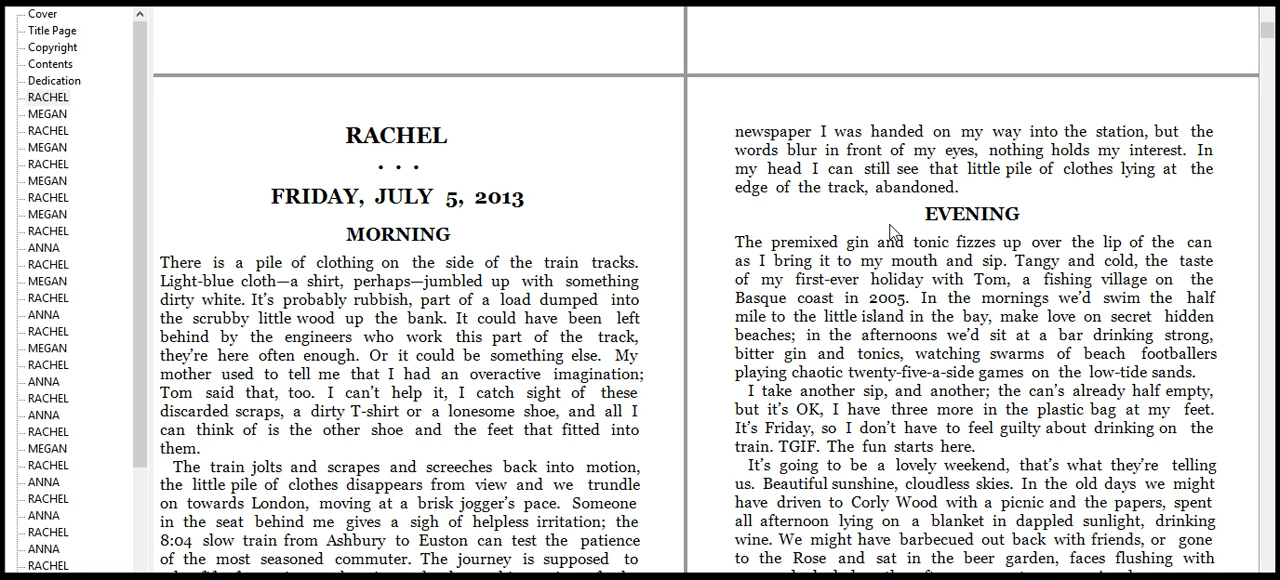 Cover
Title Page
Copyright
Contents
Dedication
RACHEL
MEGAN
RACHEL
MEGAN
RACHEL
MEGAN
RACHEL
MEGAN
RACHEL
ANNA
RACHEL
MEGAN
RACHEL
ANNA
RACHEL
MEGAN
RACHEL
ANNA
RACHEL
ANNA
RACHEL
MEGAN
RACHEL
ANNA
RACHEL
ANNA
RACHEL
ANNA
RACHEL
RACHEL
• • •
FRIDAY, JULY 5, 2013
MORNING
There is a pile of clothing on the side of the train tracks.
Light-blue cloth—a shirt, perhaps—jumbled up with something
dirty white. It’s probably rubbish, part of a load dumped into
the scrubby little wood up the bank. It could have been left
behind by the engineers who work this part of the track,
they’re here often enough. Or it could be something else. My
mother used to tell me that I had an overactive imagination;
Tom said that, too. I can’t help it, I catch sight of these
discarded scraps, a dirty T-shirt or a lonesome shoe, and all I
can think of is the other shoe and the feet that fitted into
them.
The train jolts and scrapes and screeches back into motion,
the little pile of clothes disappears from view and we trundle
on towards London, moving at a brisk jogger’s pace. Someone
in the seat behind me gives a sigh of helpless irritation; the
8:04 slow train from Ashbury to Euston can test the patience
of the most seasoned commuter. The journey is supposed to
newspaper I was handed on my way into the station, but the
words blur in front of my eyes, nothing holds my interest. In
my head I can still see that little pile of clothes lying at the
edge of the track, abandoned.
EVENING
The premixed gin and tonic fizzes up over the lip of the can
as I bring it to my mouth and sip. Tangy and cold, the taste
of my first-ever holiday with Tom, a fishing village on the
Basque coast in 2005. In the mornings we’d swim the half
mile to the little island in the bay, make love on secret hidden
beaches; in the afternoons we’d sit at a bar drinking strong,
bitter gin and tonics, watching swarms of beach footballers
playing chaotic twenty-five-a-side games on the low-tide sands.
I take another sip, and another; the can’s already half empty,
but it’s OK, I have three more in the plastic bag at my feet.
It’s Friday, so I don’t have to feel guilty about drinking on the
train. TGIF. The fun starts here.
It’s going to be a lovely weekend, that’s what they’re telling
us. Beautiful sunshine, cloudless skies. In the old days we might
have driven to Corly Wood with a picnic and the papers, spent
all afternoon lying on a blanket in dappled sunlight, drinking
wine. We might have barbecued out back with friends, or gone
to the Rose and sat in the beer garden, faces flushing with